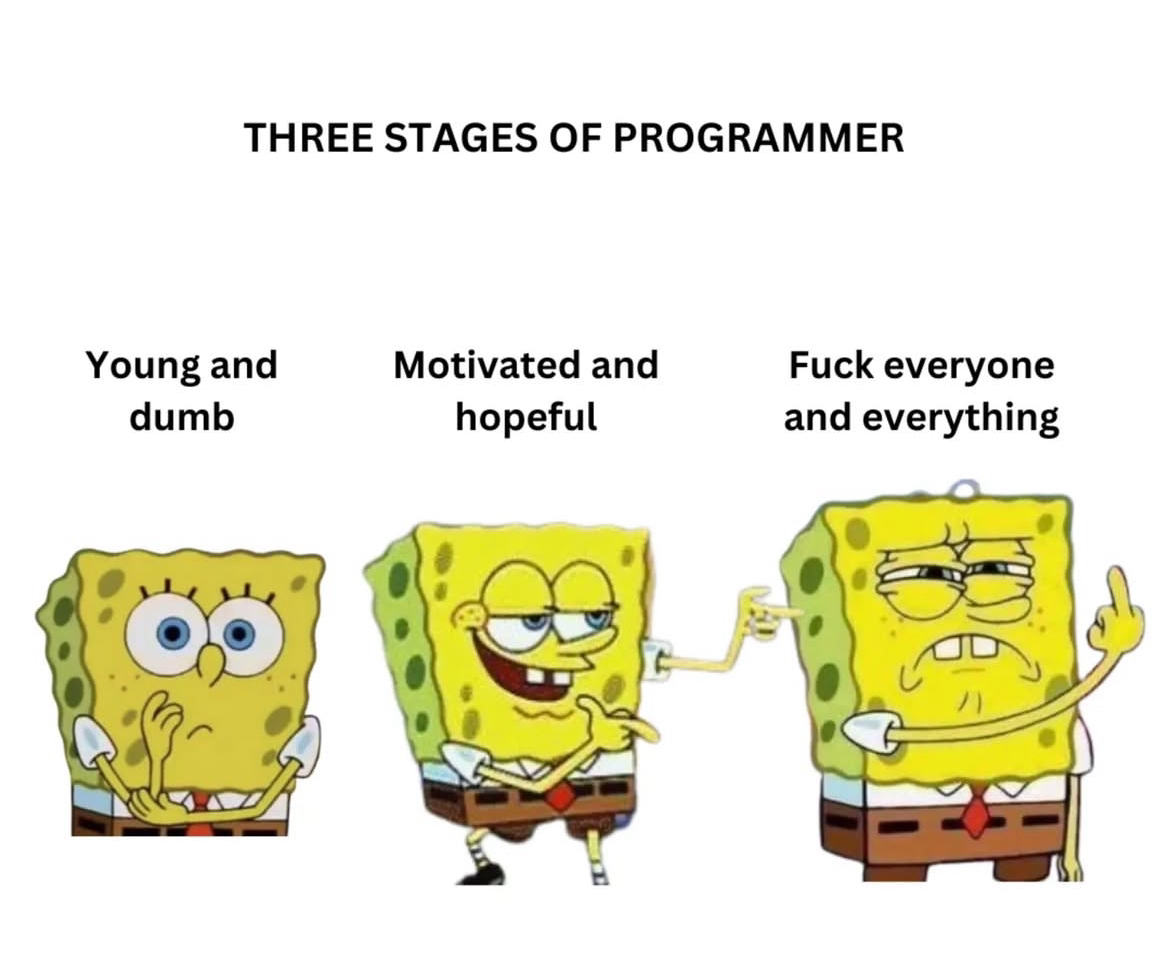 THREE STAGES OF PROGRAMMER
Young and
dumb
Motivated and
hopeful
Fuck everyone
and everything